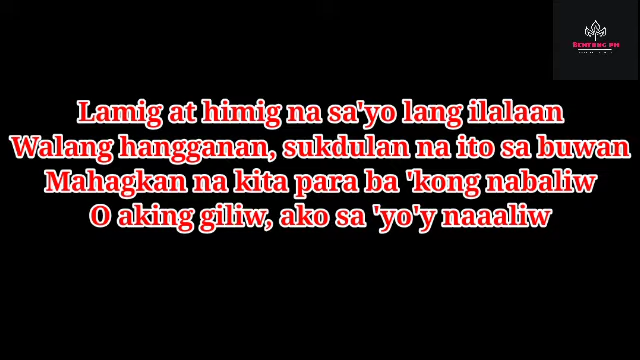 Lamig at himig na sa'yo lang ilalaan
Walang hangganan, sukdulan na ito sa buwan
Mahagkan na kita para ba 'kong nabaliw
O aking giliw, ako sa 'yo'y naaaliw